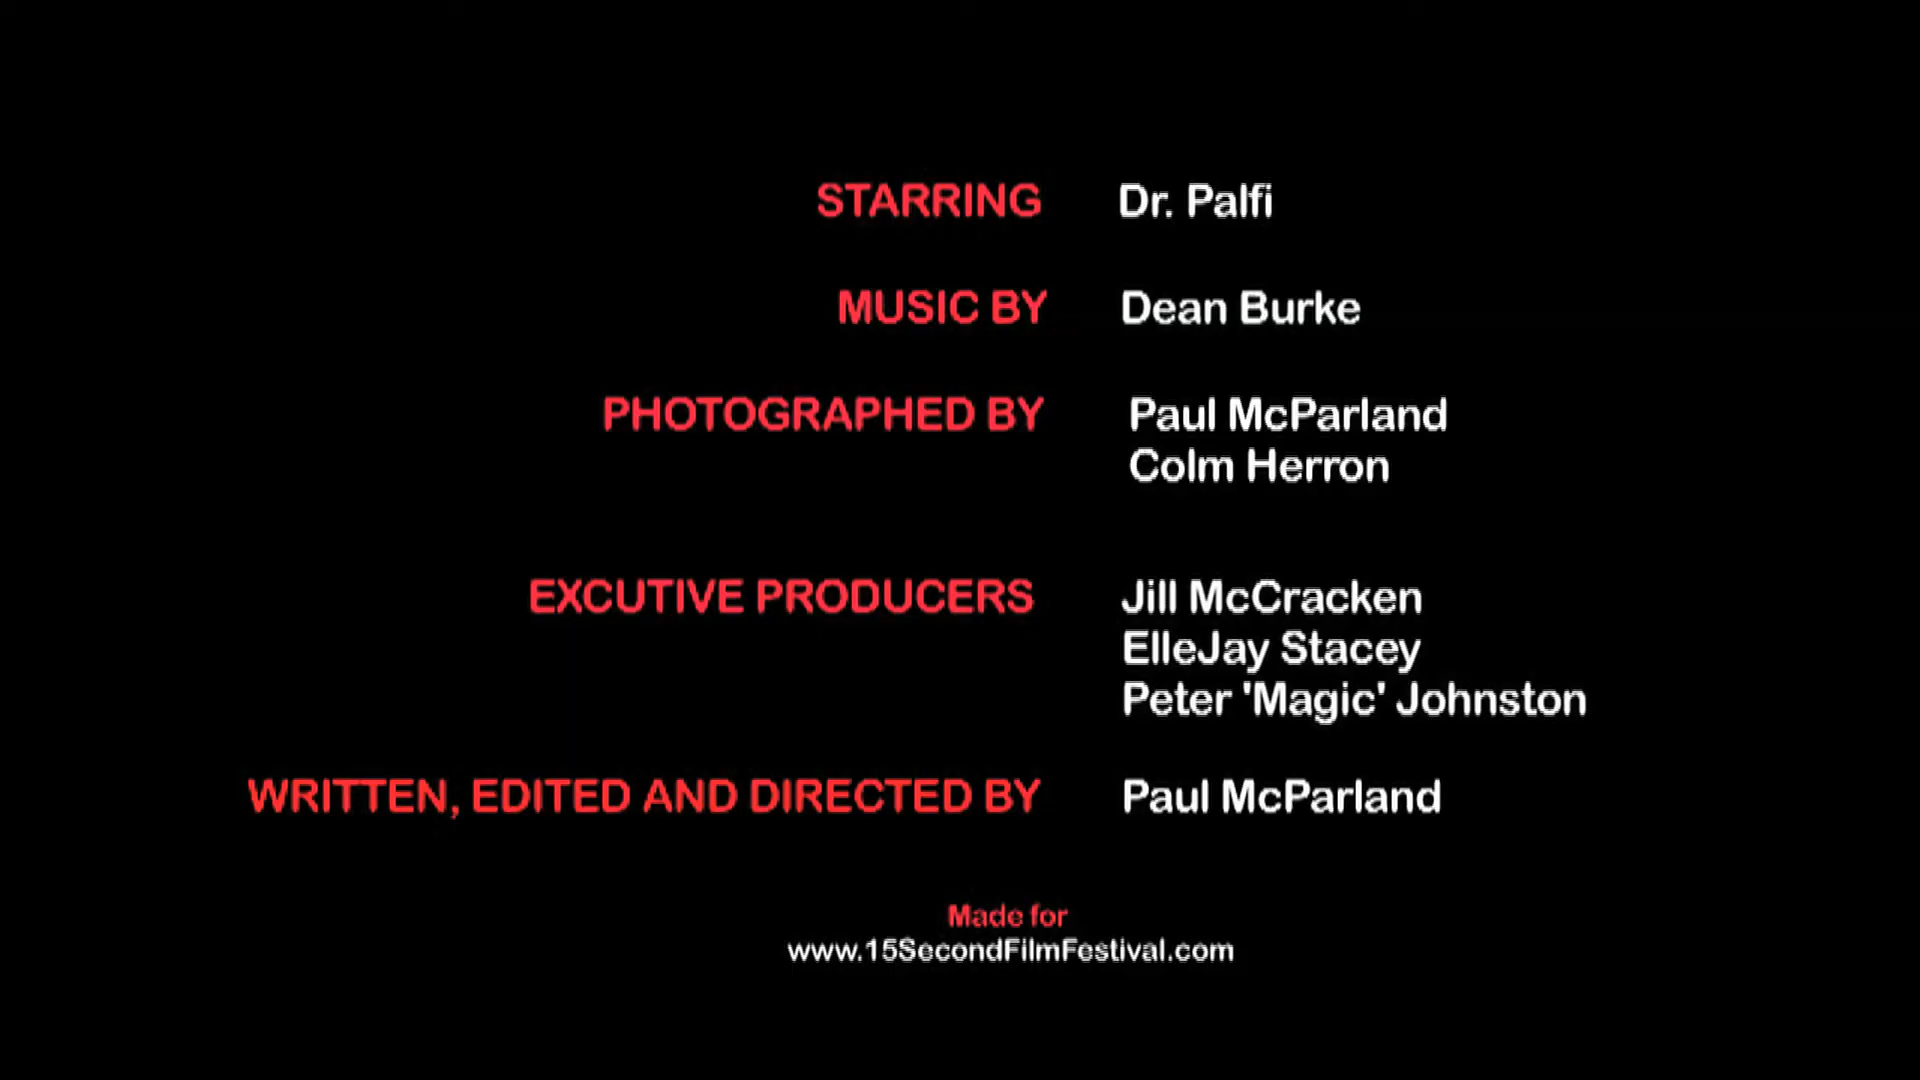 STARRING Dr. Palfi
MUSIC BY Dean Burke
PHOTOGRAPHED BY Paul McParland
Colm Herron
EXCUTIVE PRODUCERS Jill McCracken
ElleJay Stacey
Peter 'Magic' Johnston
WRITTEN, EDITED AND DIRECTED BY Paul McParland
Made for
www.15SecondFilmFestival.com